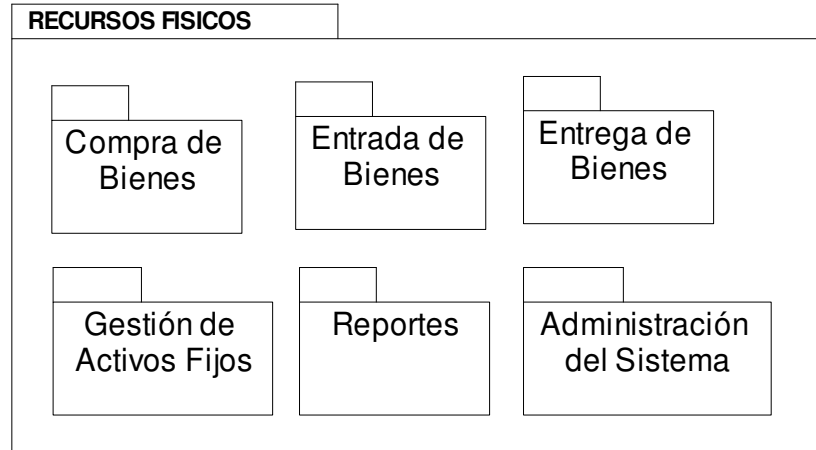 RECURSOS FISICOS
Compra de
Bienes
Entrada de
Bienes
Entrega de
Bienes
Gestión de
Activos Fijos
Reportes
Administración
del Sistema